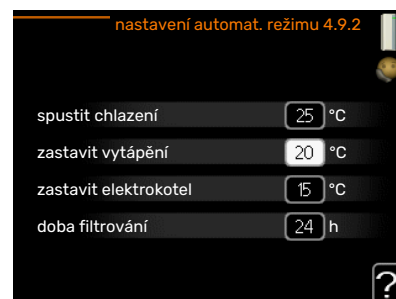 nastavení automat. režimu 4.9.2
spustit chlazení 25 °C
zastavit vytápění 20 °C
zastavit elektrokotel 15 °C
doba filtrování 24 h
?